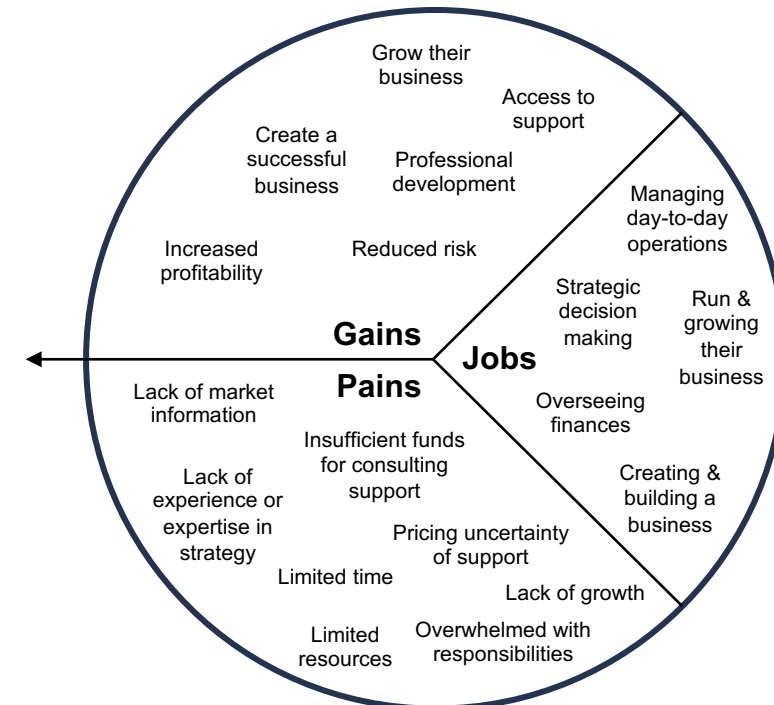 Grow their
business
Access to
support
Create a
successful
business
Professional
development
Increased
profitability
Reduced risk
Gains
Managing
day-to-day
operations
Strategic
decision
making
Run &
growing
their
business
Jobs
Overseeing
finances
Creating &
building a
business
Pains
Lack of market
information
Insufficient funds
for consulting
support
Lack of
experience or
expertise in
strategy
Pricing uncertainty
of support
Limited time
Lack of growth
Limited
resources
Overwhelmed with
responsibilities